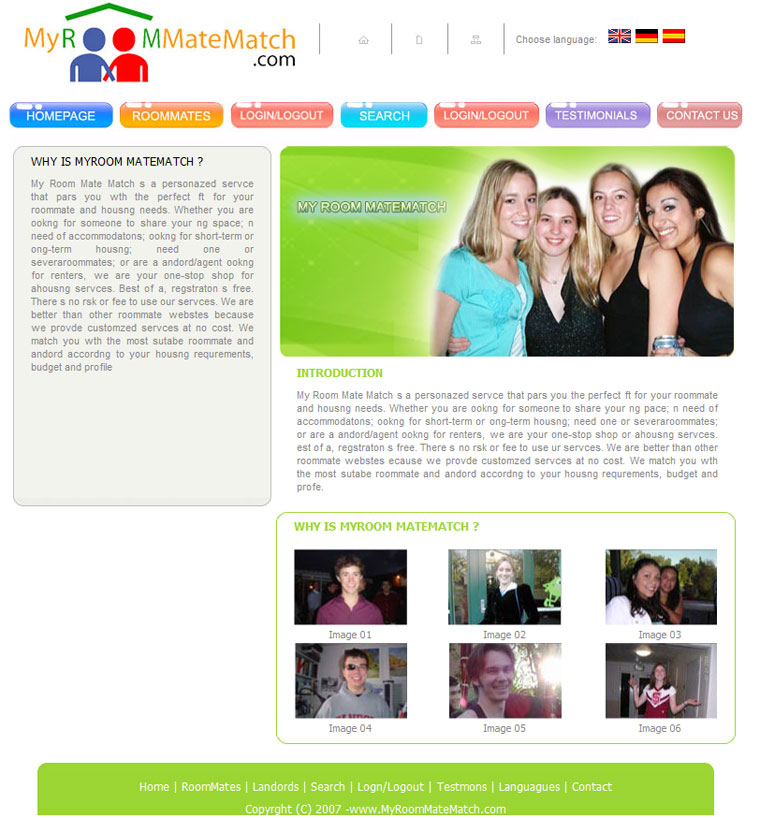 MyR MMateMatch
.com
Choose language:
HOMEPAGE
ROOMMATES
LOGIN/LOGOUT
SEARCH
LOGIN/LOGOUT
TESTIMONIALS
CONTACT US
WHY IS MYROOM MATEMATCH ?
My Room Mate Match s a personazed servce
that pars you wth the perfect ft for your
roommate and housng needs. Whether you are
ookng for someone to share your ng space; n
need of accommodatons; ookng for short-term or
ong-term housng; need one or
severaroommates; or are a andord/agent ookng
for renters, we are your one-stop shop for
ahousng servces. Best of a, regstraton s free.
There s no rsk or fee to use our servces. We are
better than other roommate webstes because
we provde customzed servces at no cost. We
match you wth the most sutabe roommate and
andord accordng to your housng requrements,
budget and profile
MY ROOM MATEMATCH
INTRODUCTION
My Room Mate Match s a personazed servce that pars you the perfect ft for your roommate
and housng needs. Whether you are ookng for someone to share your ng pace; n need of
accommodatons; ookng for short-term or ong-term housng; need one or severaroommates;
or are a andord/agent ookng for renters, we are your one-stop shop or ahousng servces.
est of a, regstraton s free. There s no rsk or fee to use ur servces. We are better than other
roommate webstes ecause we provde customzed servces at no cost. We match you wth
the most sutabe roommate and andord accordng to your housng requrements, budget and
profe.
WHY IS MYROOM MATEMATCH ?
Image 01
Image 02
Image 03
Image 04
Image 05
Image 06
Home | RoomMates | Landords | Search | Logn/Logout | Testmons | Languagues | Contact
Copyrght (C) 2007 -www.MyRoomMateMatch.com